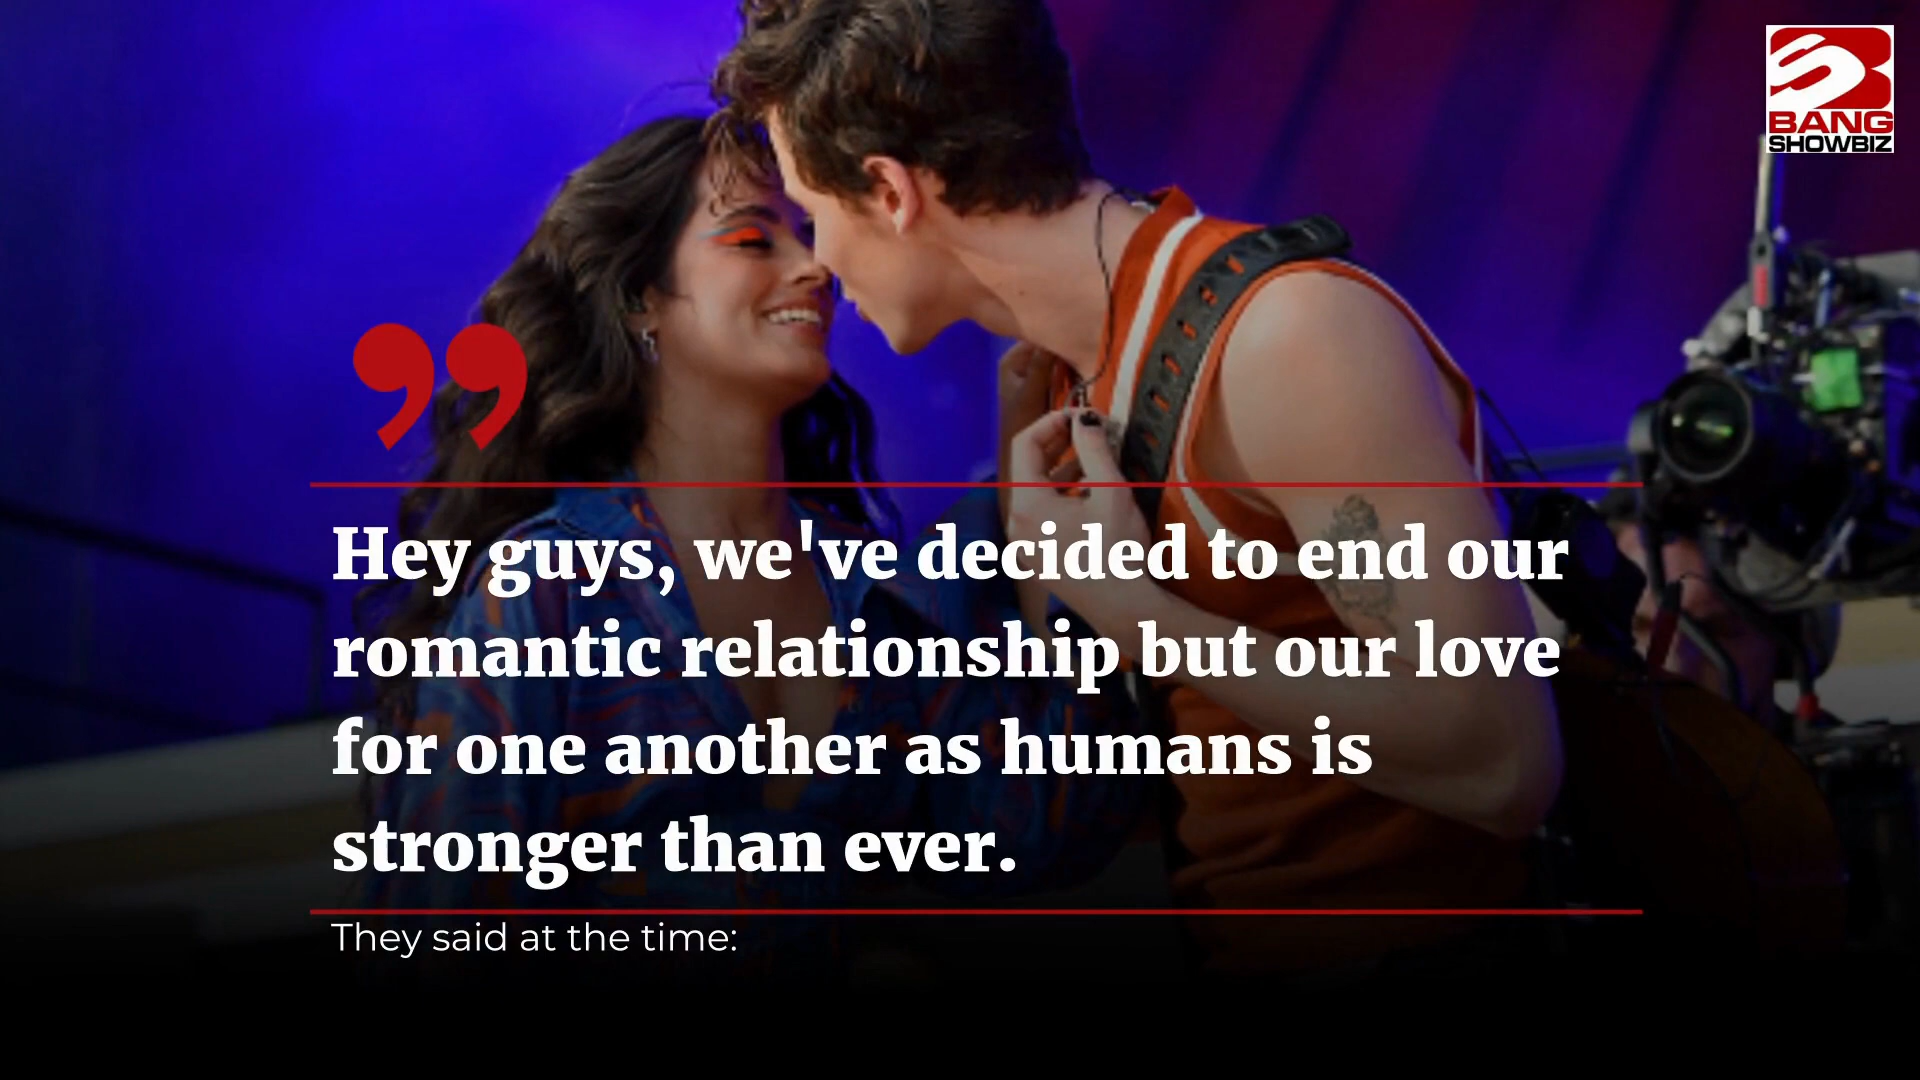 BANG
SHOWBIZ
”
Hey guys, we've decided to end our
romantic relationship but our love
for one another as humans is
stronger than ever.
They said at the time: